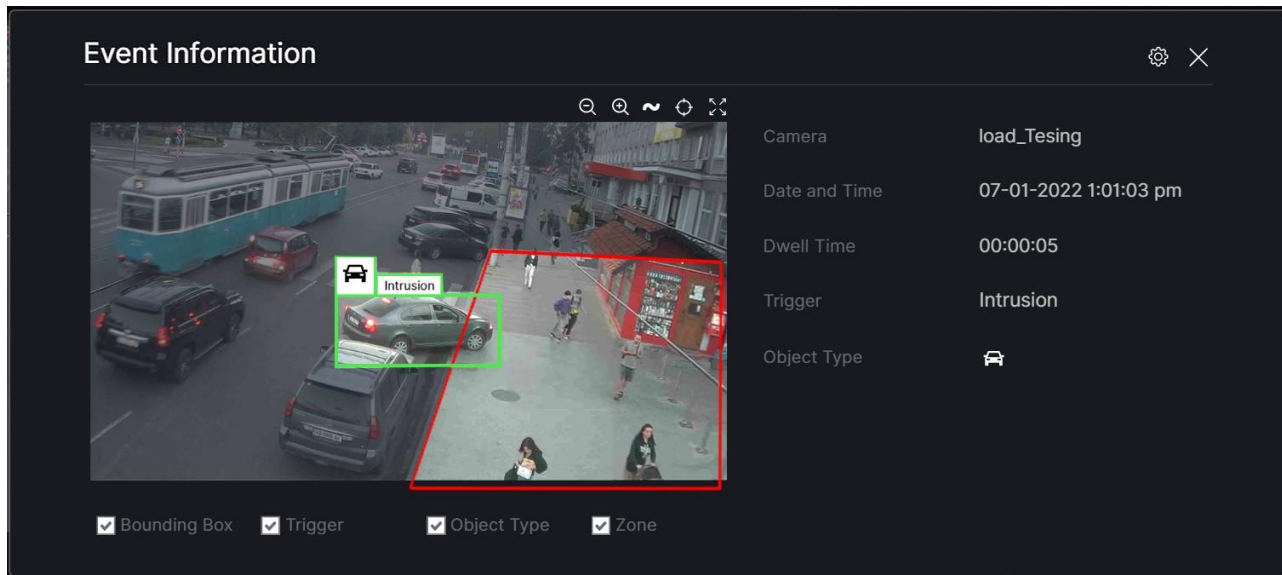 Event Information
Camera load_Tesing
Date and Time 07-01-2022 1:01:03 pm
Dwell Time 00:00:05
Trigger Intrusion
Object Type
Intrusion
Bounding Box Trigger Object Type Zone